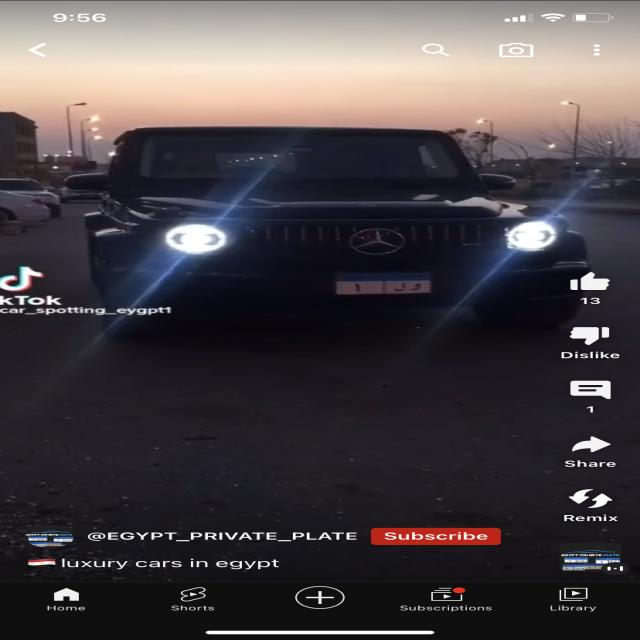 9:56
kTok
car_spotting_eygpt1
١ و ل
13
Dislike
1
Share
Remix
@EGYPT_PRIVATE_PLATE
Subscribe
luxury cars in egypt
Home
Shorts
Subscriptions
Library